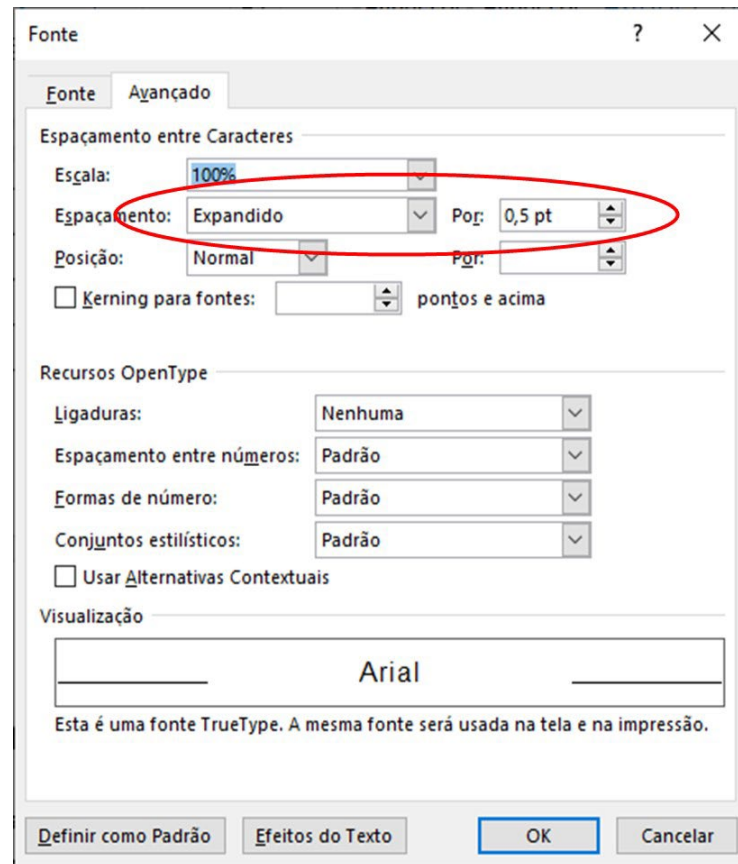 Fonte ? ×
Fonte Avançado
Espaçamento entre Caracteres
Escala: 100%
Espaçamento: Expandido Por: 0,5 pt
Posição: Normal Por:
Kerning para fontes: pontos e acima
Recursos OpenType
Ligaduras: Nenhuma
Espaçamento entre números: Padrão
Formas de número: Padrão
Conjuntos estilísticos: Padrão
Usar Alternativas Contextuais
Visualização
Arial
Esta é uma fonte TrueType. A mesma fonte será usada na tela e na impressão.
Definir como Padrão Efeitos do Texto OK Cancelar